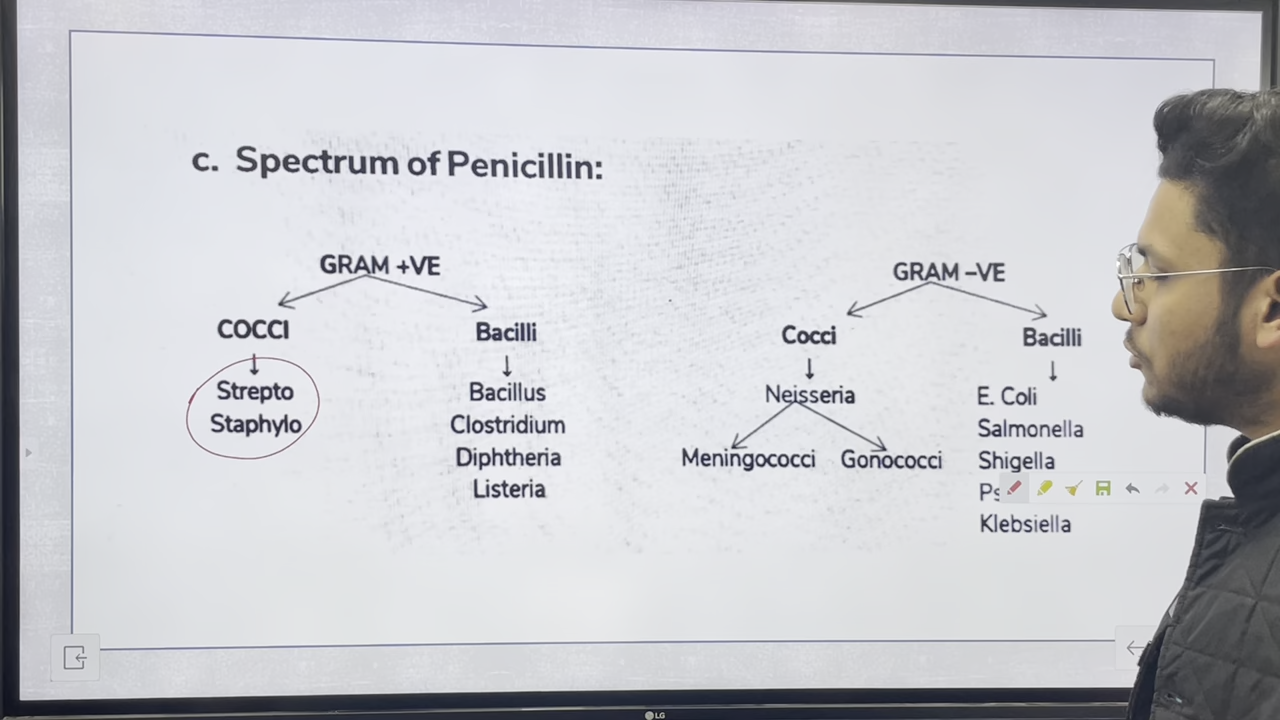 c. Spectrum of Penicillin:
GRAM +VE
COCCI
Strepto
Staphylo
Bacilli
Bacillus
Clostridium
Diphtheria
Listeria
GRAM –VE
Cocci
Neisseria
Meningococci Gonococci
Bacilli
E. Coli
Salmonella
Shigella
Klebsiella
LG